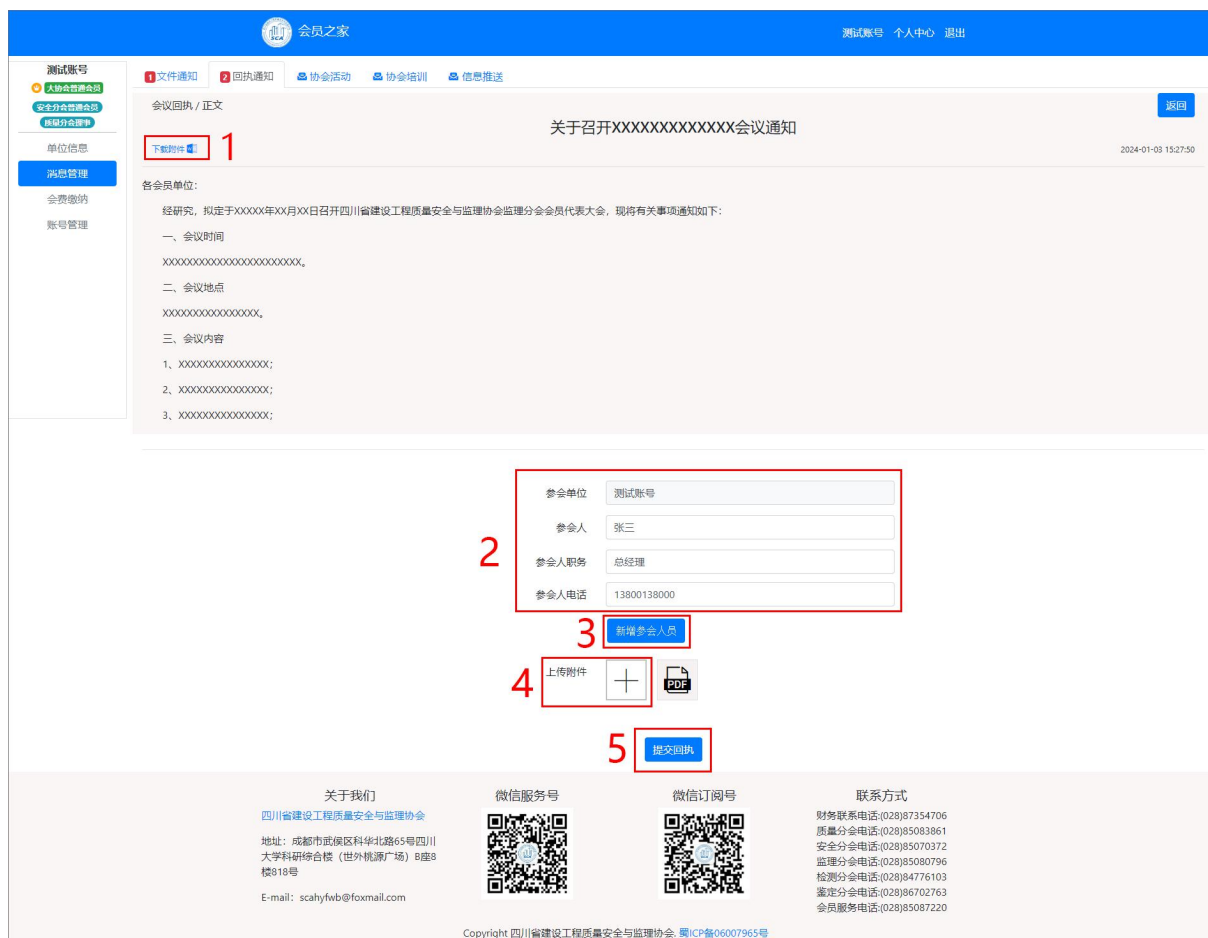 SCA 会员之家 测试账号 个人中心 退出
测试账号
大协会普通会员
安全分会普通会员
质量分会理事
单位信息
消息管理
会费缴纳
账号管理
1 文件通知 2 回执通知 协会活动 协会培训 信息推送
会议回执 / 正文 返回
关于召开XXXXXXXXXXXXX会议通知
下载附件 1 2024-01-03 15:27:50
各会员单位：
经研究，拟定于XXXXX年XX月XX日召开四川省建设工程质量安全与监理协会监理分会会员代表大会，现将有关事项通知如下：
一、会议时间
XXXXXXXXXXXXXXXXXXXXXXX。
二、会议地点
XXXXXXXXXXXXXXXX。
三、会议内容
1、XXXXXXXXXXXXXXX；
2、XXXXXXXXXXXXXXX；
3、XXXXXXXXXXXXXXX；
2
参会单位 测试账号
参会人 张三
参会人职务 总经理
参会人电话 13800138000
3 新增参会人员
4 上传附件 PDF
5 提交回执
关于我们
四川省建设工程质量安全与监理协会
地址：成都市武侯区科华北路65号四川
大学科研综合楼（世外桃源广场）B座8
楼818号
E-mail：scahyfwb@foxmail.com
微信服务号
微信订阅号
联系方式
财务联系电话:(028)87354706
质量分会电话:(028)85083861
安全分会电话:(028)85070372
监理分会电话:(028)85080796
检测分会电话:(028)84776103
鉴定分会电话:(028)86702763
会员服务电话:(028)85087220
Copyright 四川省建设工程质量安全与监理协会. 蜀ICP备06007965号